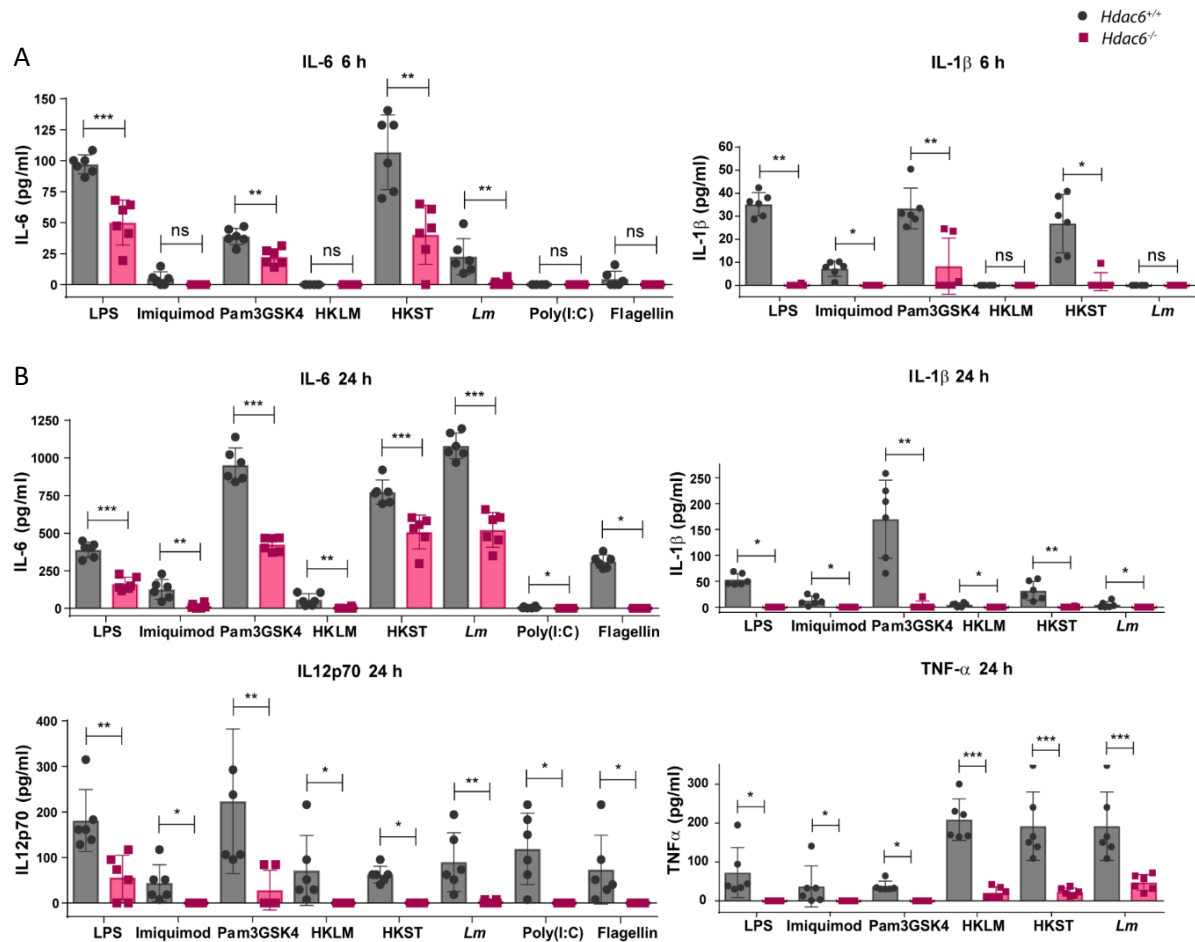 Hdac6+/+
Hdac6-/-
A
IL-6 6 h
IL-6 (pg/ml)
150
125
100
75
50
25
0
***
ns
**
ns
**
**
ns
ns
LPS Imiquimod Pam3GSK4 HKLM HKST Lm Poly(I:C) Flagellin
IL-1β 6 h
IL-1β (pg/ml)
60
50
40
30
20
10
0
**
*
**
ns
*
ns
LPS Imiquimod Pam3GSK4 HKLM HKST Lm
B
IL-6 24 h
IL-6 (pg/ml)
1250
1000
750
500
250
0
***
**
***
**
***
***
*
*
LPS Imiquimod Pam3GSK4 HKLM HKST Lm Poly(I:C) Flagellin
IL-1β 24 h
IL-1β (pg/ml)
250
200
150
100
50
0
*
*
**
*
**
*
LPS Imiquimod Pam3GSK4 HKLM HKST Lm
IL12p70 24 h
IL12p70 (pg/ml)
400
300
200
100
0
**
*
**
*
*
**
*
*
LPS Imiquimod Pam3GSK4 HKLM HKST Lm Poly(I:C) Flagellin
TNF-α 24 h
TNFα (pg/ml)
300
200
100
0
*
*
*
***
***
***
LPS Imiquimod Pam3GSK4 HKLM HKST Lm